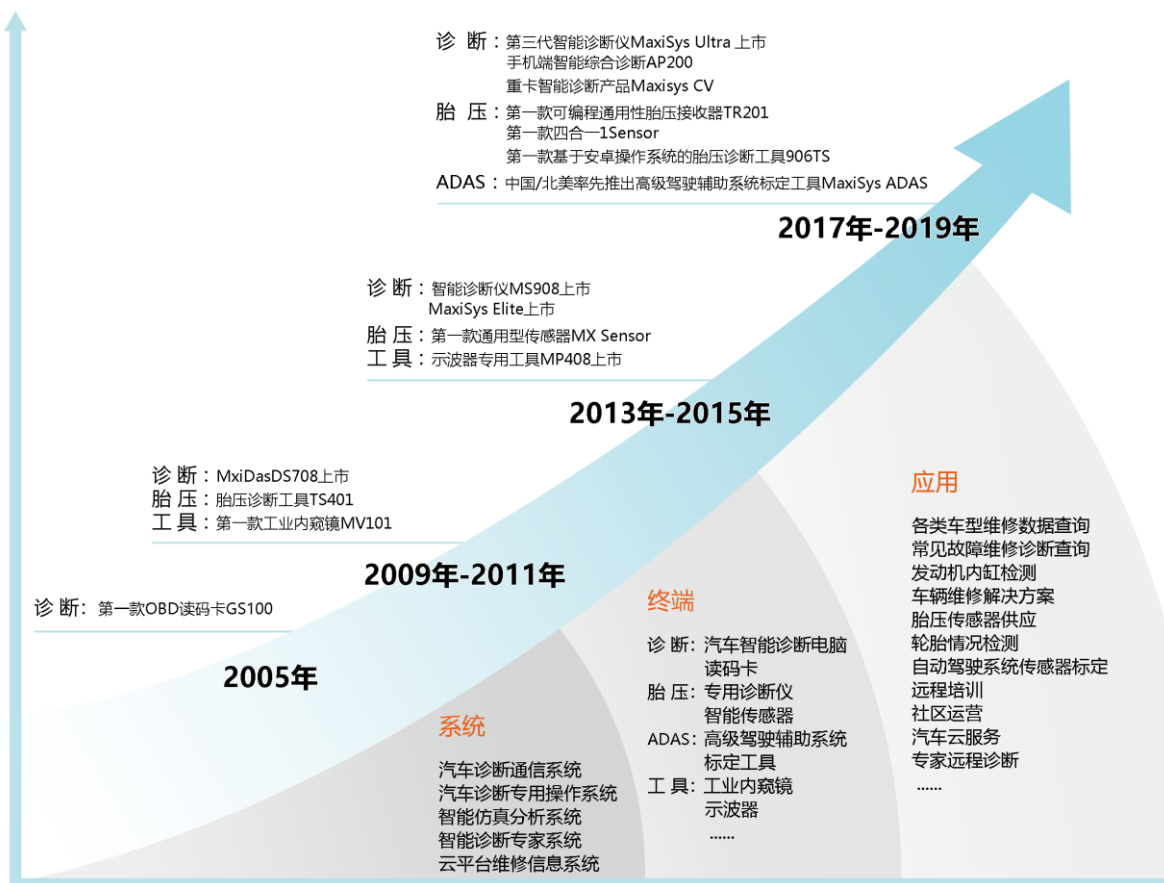 诊 断：第三代智能诊断仪MaxiSys Ultra 上市
手机端智能综合诊断AP200
重卡智能诊断产品Maxisys CV
胎 压：第一款可编程通用性胎压接收器TR201
第一款四合一1Sensor
第一款基于安卓操作系统的胎压诊断工具906TS
ADAS：中国/北美率先推出高级驾驶辅助系统标定工具MaxiSys ADAS
2017年-2019年
诊 断：智能诊断仪MS908上市
MaxiSys Elite上市
胎 压：第一款通用型传感器MX Sensor
工 具：示波器专用工具MP408上市
2013年-2015年
诊 断：MxiDasDS708上市
胎 压：胎压诊断工具TS401
工 具：第一款工业内窥镜MV101
2009年-2011年
诊 断：第一款OBD读码卡GS100
2005年
系统
汽车诊断通信系统
汽车诊断专用操作系统
智能仿真分析系统
智能诊断专家系统
云平台维修信息系统
终端
诊 断：汽车智能诊断电脑
读码卡
胎 压：专用诊断仪
智能传感器
ADAS：高级驾驶辅助系统
标定工具
工 具：工业内窥镜
示波器
......
应用
各类车型维修数据查询
常见故障维修诊断查询
发动机内缸检测
车辆维修解决方案
胎压传感器供应
轮胎情况检测
自动驾驶系统传感器标定
远程培训
社区运营
汽车云服务
专家远程诊断
......